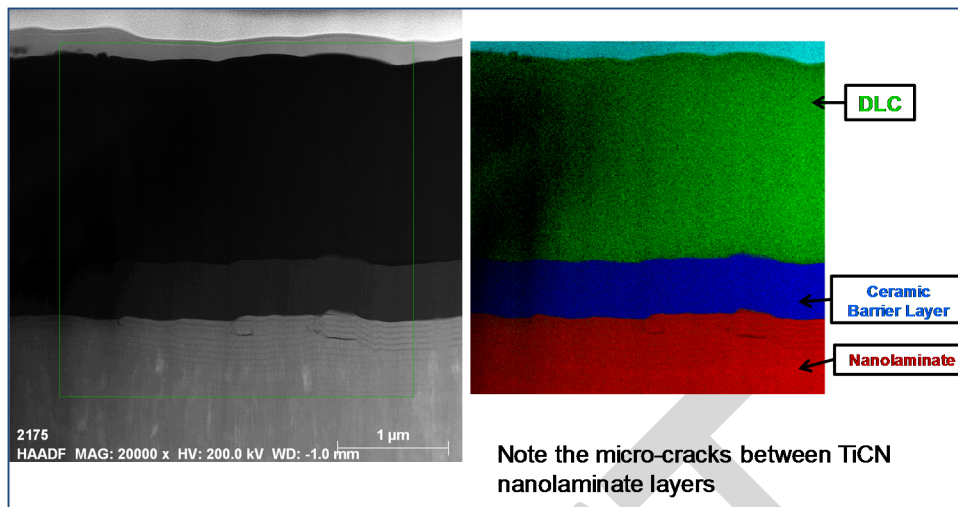 DLC
Ceramic
Barrier Layer
Nanolaminate
2175
1 µm
HAADF MAG: 20000 x HV: 200.0 kV WD: -1.0 mm
Note the micro-cracks between TiCN
nanolaminate layers